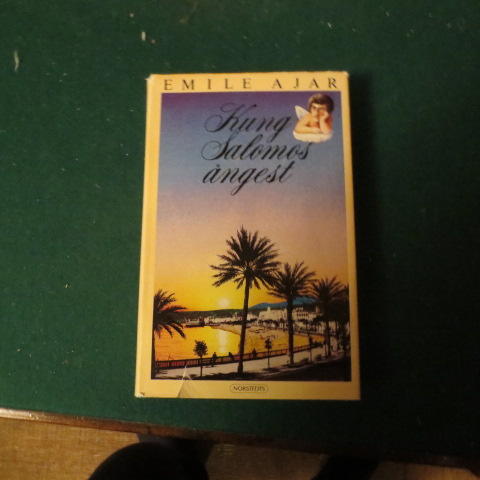 EMILE AJAR
Kung
Salomos
ångest
NORSTEDTS